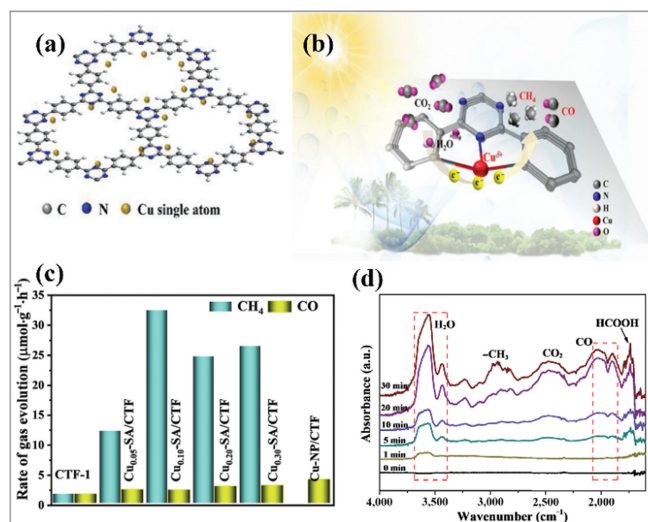 (a)
C
N
Cu single atom
(b)
CO₂
CH₄
CO
H₂O
Cu
e⁻
e⁻
e⁻
C
N
H
Cu
O
(c)
Rate of gas evolution (μmol·g⁻¹·h⁻¹)
35
30
25
20
15
10
5
0
CH₄
CO
CTF-1
Cu₀.₀₅-SA/CTF
Cu₀.₁₀-SA/CTF
Cu₀.₂₀-SA/CTF
Cu₀.₃₀-SA/CTF
Cu-NP/CTF
(d)
Absorbance (a.u.)
H₂O
–CH₃
CO₂
CO
HCOOH
30 min
20 min
10 min
5 min
1 min
0 min
4,000
3,500
3,000
2,500
2,000
Wavenumber (cm⁻¹)